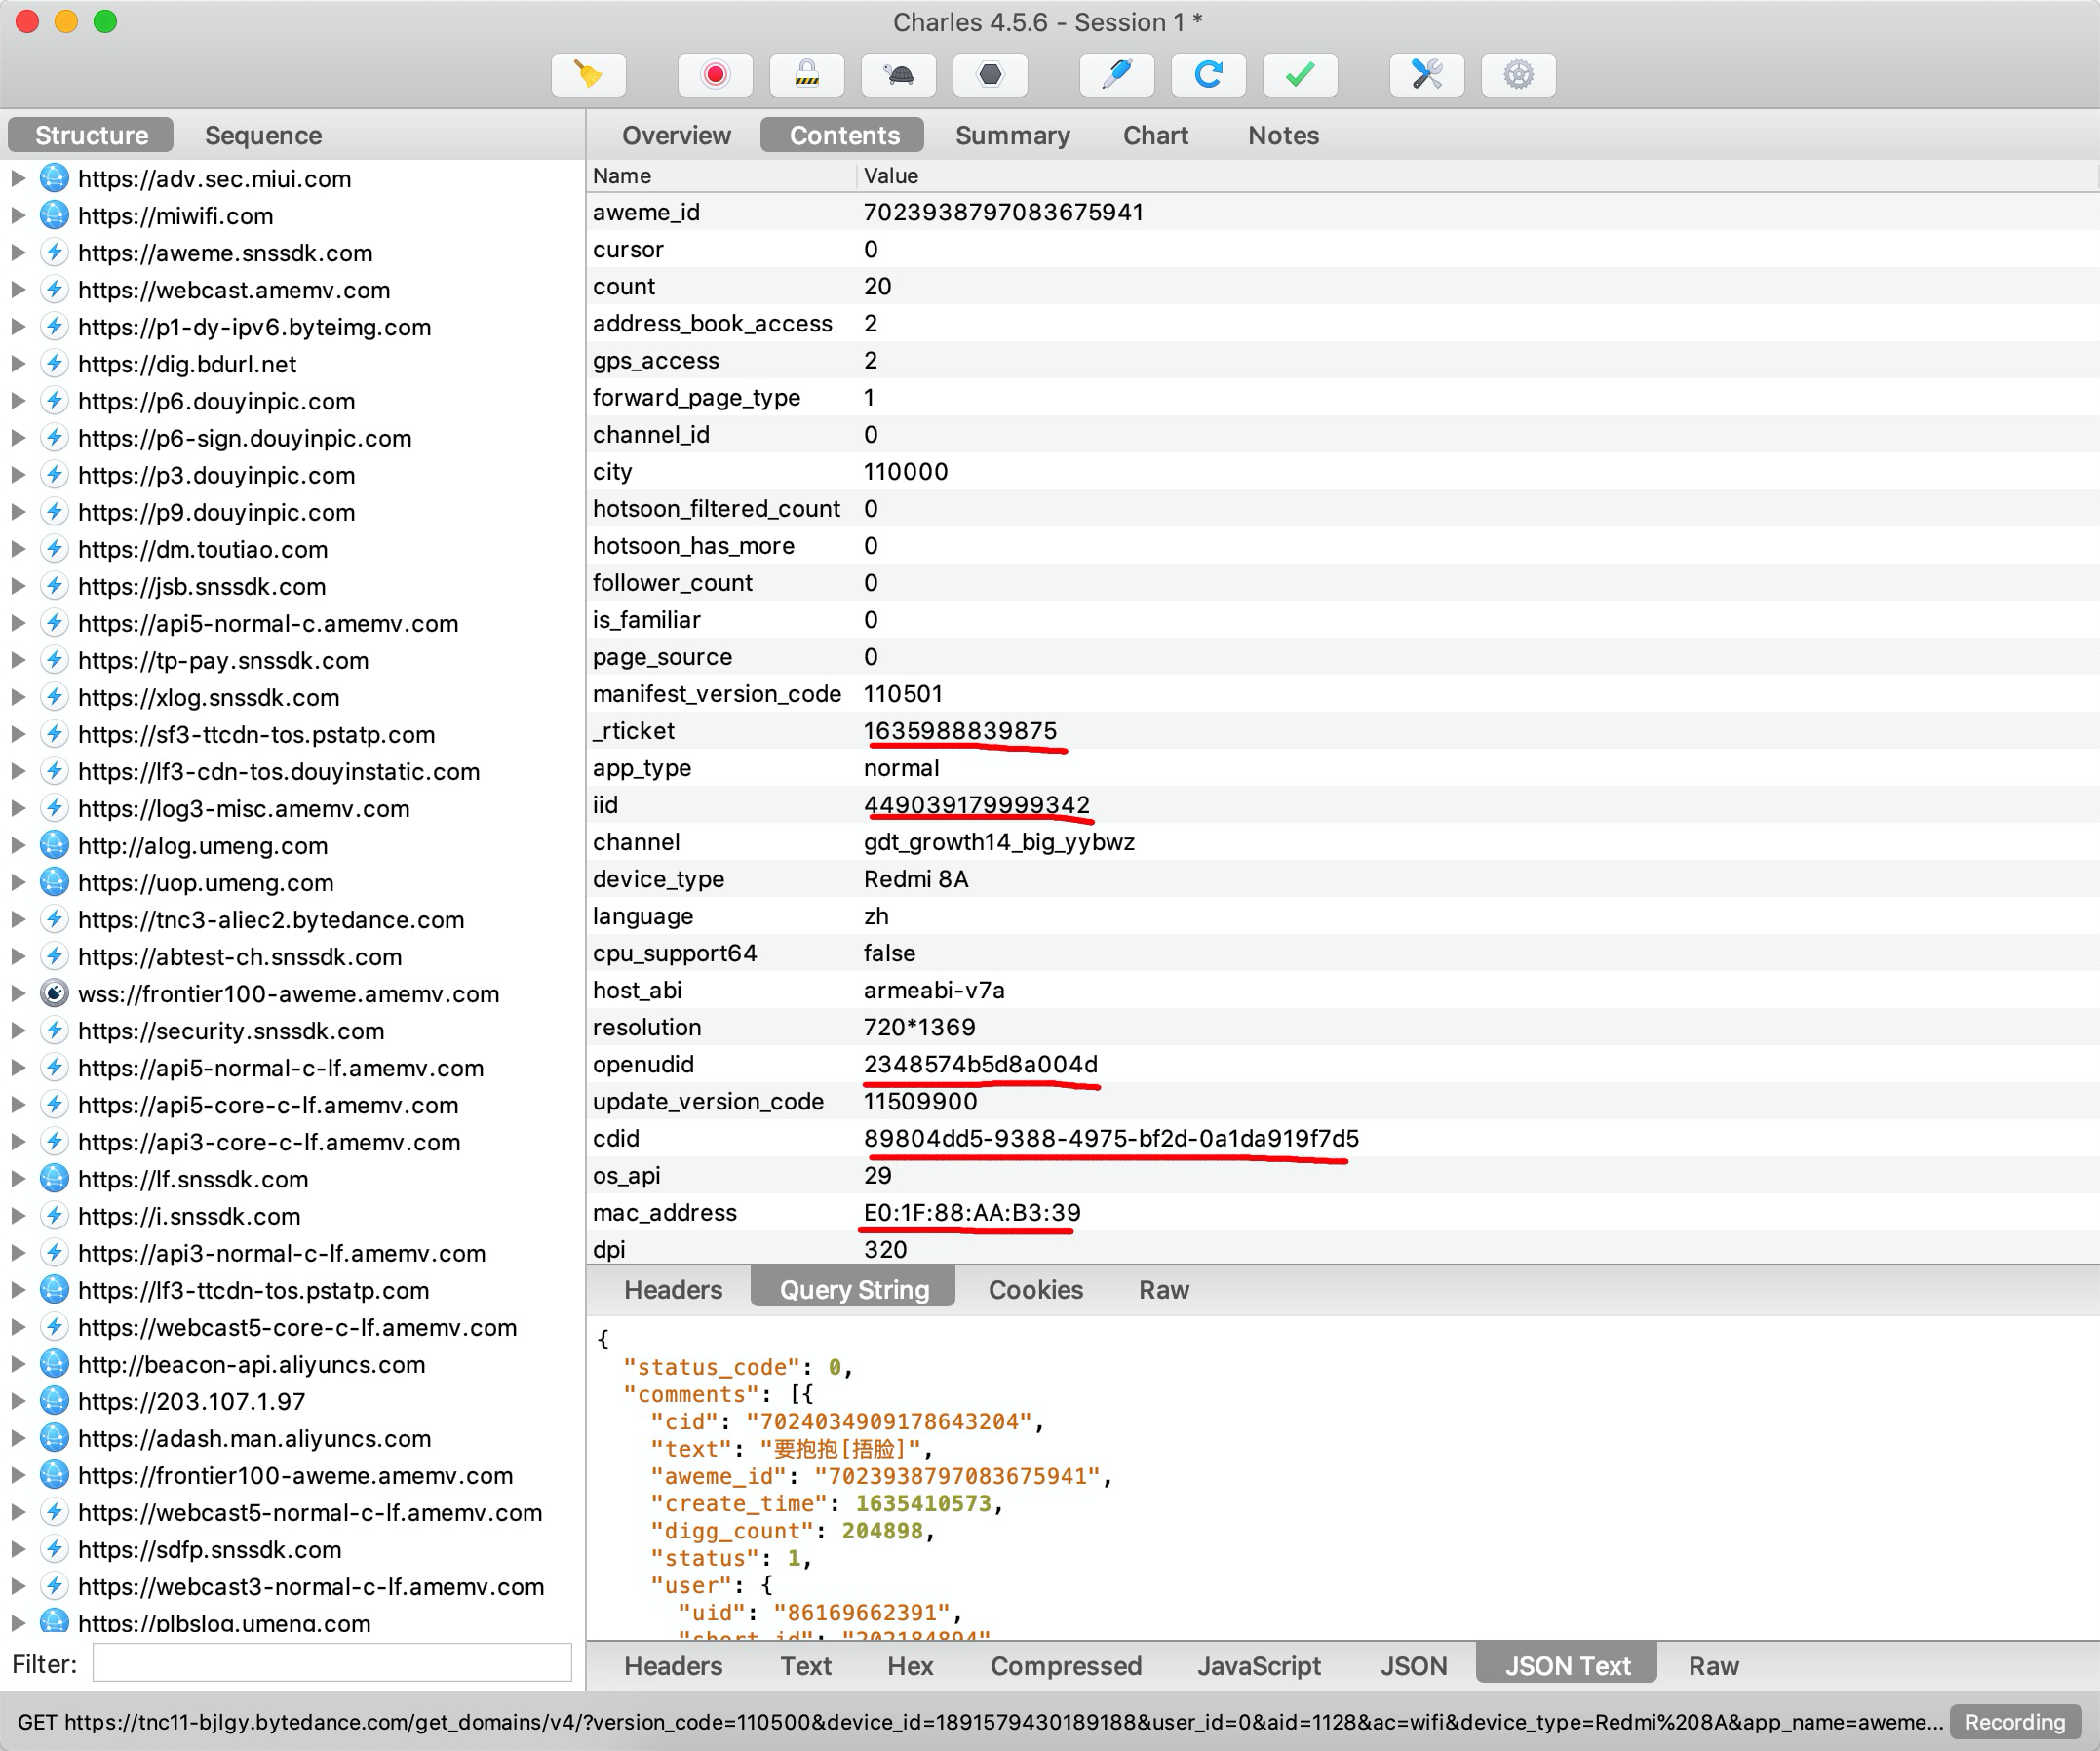 Charles 4.5.6 - Session 1 *
Structure
Sequence
https://adv.sec.miui.com
https://miwifi.com
https://aweme.snssdk.com
https://webcast.amemv.com
https://p1-dy-ipv6.byteimg.com
https://dig.bdurl.net
https://p6.douyinpic.com
https://p6-sign.douyinpic.com
https://p3.douyinpic.com
https://p9.douyinpic.com
https://dm.toutiao.com
https://jsb.snssdk.com
https://api5-normal-c.amemv.com
https://tp-pay.snssdk.com
https://xlog.snssdk.com
https://sf3-ttcdn-tos.pstatp.com
https://lf3-cdn-tos.douyinstatic.com
https://log3-misc.amemv.com
http://alog.umeng.com
https://uop.umeng.com
https://tnc3-aliec2.bytedance.com
https://abtest-ch.snssdk.com
wss://frontier100-aweme.amemv.com
https://security.snssdk.com
https://api5-normal-c-lf.amemv.com
https://api5-core-c-lf.amemv.com
https://api3-core-c-lf.amemv.com
https://lf.snssdk.com
https://i.snssdk.com
https://api3-normal-c-lf.amemv.com
https://lf3-ttcdn-tos.pstatp.com
https://webcast5-core-c-lf.amemv.com
http://beacon-api.aliyuncs.com
https://203.107.1.97
https://adash.man.aliyuncs.com
https://frontier100-aweme.amemv.com
https://webcast5-normal-c-lf.amemv.com
https://sdfp.snssdk.com
https://webcast3-normal-c-lf.amemv.com
https://plbslog.umeng.com
Filter:
Overview Contents Summary Chart Notes
Name Value
aweme_id 7023938797083675941
cursor 0
count 20
address_book_access 2
gps_access 2
forward_page_type 1
channel_id 0
city 110000
hotsoon_filtered_count 0
hotsoon_has_more 0
follower_count 0
is_familiar 0
page_source 0
manifest_version_code 110501
_rticket 1635988839875
app_type normal
iid 449039179999342
channel gdt_growth14_big_yybwz
device_type Redmi 8A
language zh
cpu_support64 false
host_abi armeabi-v7a
resolution 720*1369
openudid 2348574b5d8a004d
update_version_code 11509900
cdid 89804dd5-9388-4975-bf2d-0a1da919f7d5
os_api 29
mac_address E0:1F:88:AA:B3:39
dpi 320
Headers Query String Cookies Raw
{
"status_code": 0,
"comments": [{
"cid": "7024034909178643204",
"text": "要抱抱[捂脸]",
"aweme_id": "7023938797083675941",
"create_time": 1635410573,
"digg_count": 204898,
"status": 1,
"user": {
"uid": "86169662391",
"short_id": "202184894"
Headers Text Hex Compressed JavaScript JSON JSON Text Raw
GET https://tnc11-bjlgy.bytedance.com/get_domains/v4/?version_code=110500&device_id=1891579430189188&user_id=0&aid=1128&ac=wifi&device_type=Redmi%208A&app_name=aweme... Recording